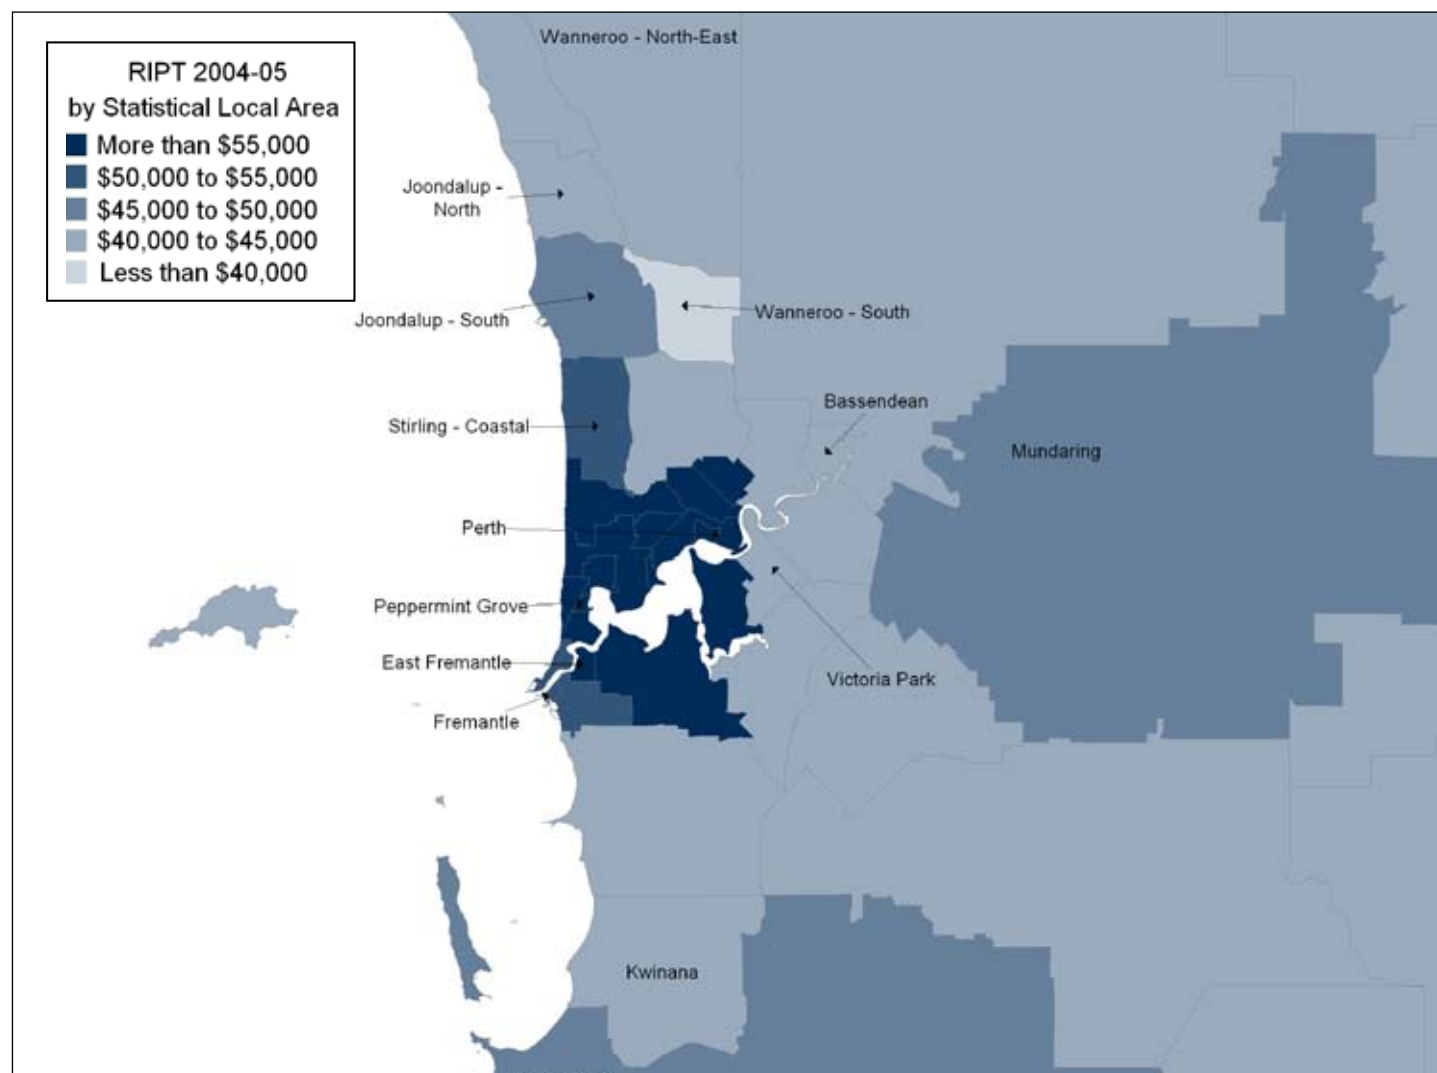 Wanneroo - North-East
RIPT 2004-05
by Statistical Local Area
More than $55,000
$50,000 to $55,000
$45,000 to $50,000
$40,000 to $45,000
Less than $40,000
Joondalup -
North
Joondalup - South
Wanneroo - South
Bassendean
Stirling - Coastal
Mundaring
Perth
Peppermint Grove
East Fremantle
Victoria Park
Fremantle
Kwinana